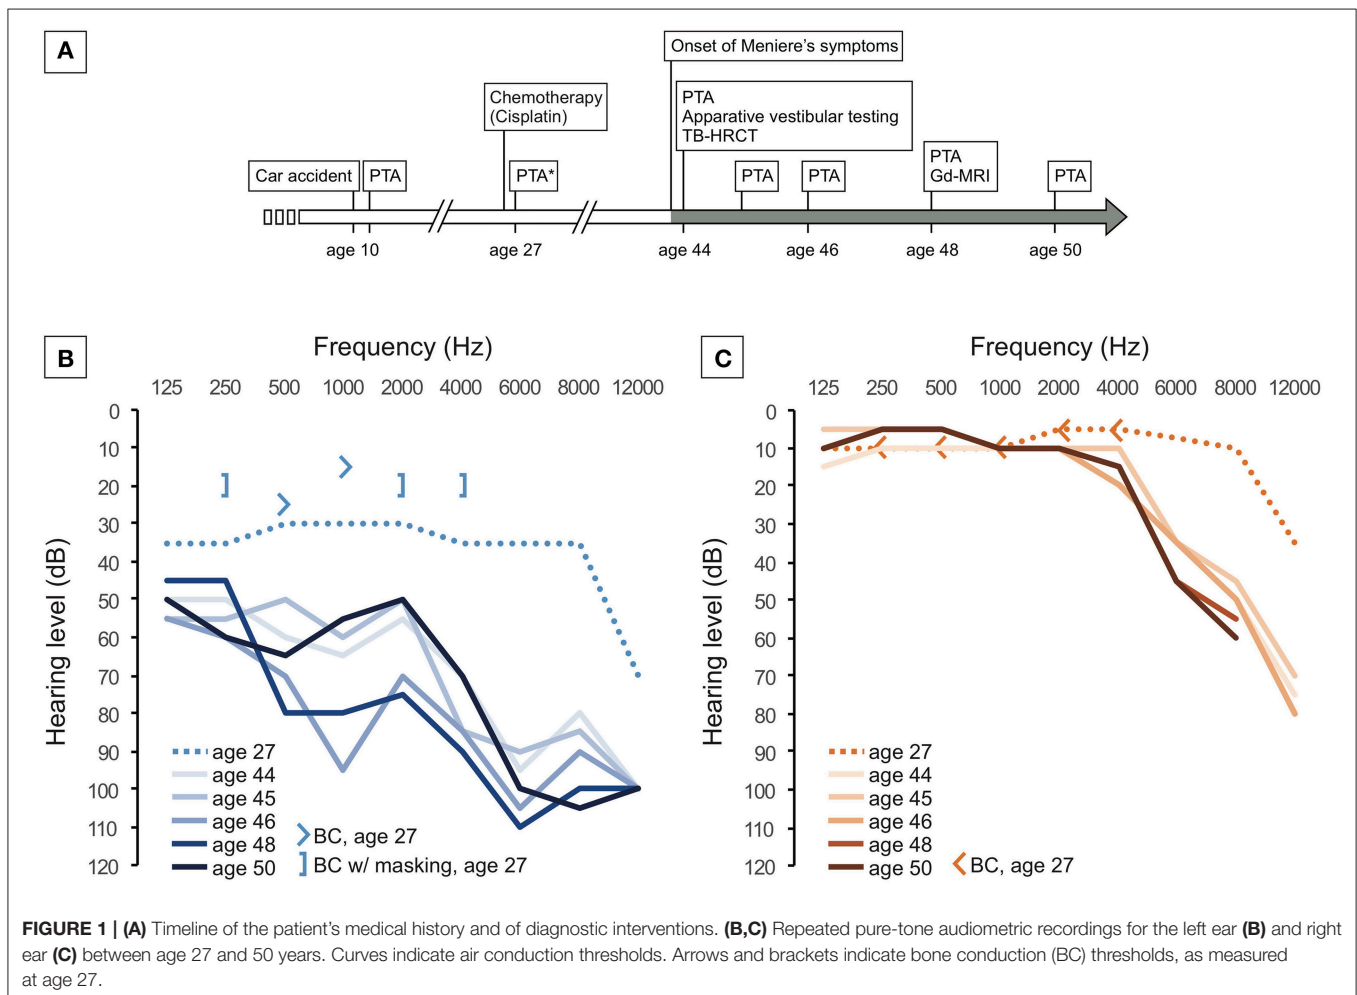 A
Onset of Meniere's symptoms
Chemotherapy
(Cisplatin)
PTA
Apparative vestibular testing
TB-HRCT
Car accident
PTA
PTA*
PTA
PTA
PTA
Gd-MRI
PTA
age 10
age 27
age 44
age 46
age 48
age 50
B
Frequency (Hz)
125 250 500 1000 2000 4000 6000 8000 12000
Hearing level (dB)
0
10
20
30
40
50
60
70
80
90
100
110
120
age 27
age 44
age 45
age 46
age 48
age 50
BC, age 27
BC w/ masking, age 27
C
Frequency (Hz)
125 250 500 1000 2000 4000 6000 8000 12000
Hearing level (dB)
0
10
20
30
40
50
60
70
80
90
100
110
120
age 27
age 44
age 45
age 46
age 48
age 50
BC, age 27
FIGURE 1 | (A) Timeline of the patient's medical history and of diagnostic interventions. (B,C) Repeated pure-tone audiometric recordings for the left ear (B) and right
ear (C) between age 27 and 50 years. Curves indicate air conduction thresholds. Arrows and brackets indicate bone conduction (BC) thresholds, as measured
at age 27.